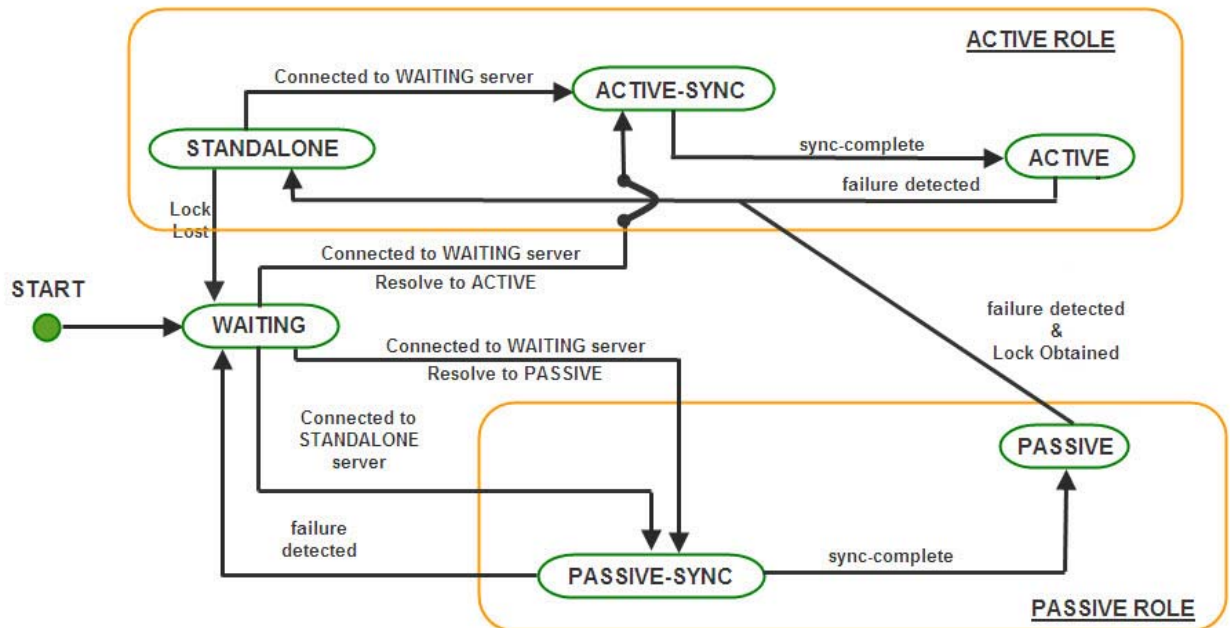 ACTIVE ROLE
Connected to WAITING server
ACTIVE-SYNC
STANDALONE
sync-complete
ACTIVE
failure detected
Lock
Lost
Connected to WAITING server
Resolve to ACTIVE
START
WAITING
failure detected
&
Lock Obtained
Connected to WAITING server
Resolve to PASSIVE
Connected to
STANDALONE
server
PASSIVE
failure
detected
PASSIVE-SYNC
sync-complete
PASSIVE ROLE